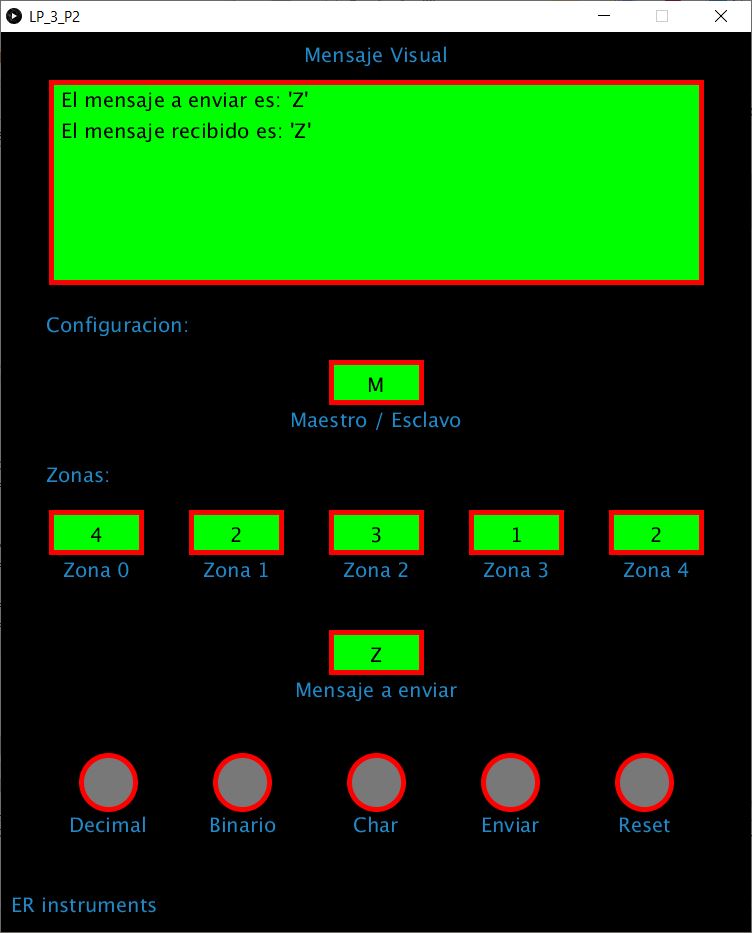 LP_3_P2
Mensaje Visual
El mensaje a enviar es: 'Z'
El mensaje recibido es: 'Z'
Configuracion:
M
Maestro / Esclavo
Zonas:
4 2 3 1 2
Zona 0 Zona 1 Zona 2 Zona 3 Zona 4
Z
Mensaje a enviar
Decimal Binario Char Enviar Reset
ER instruments